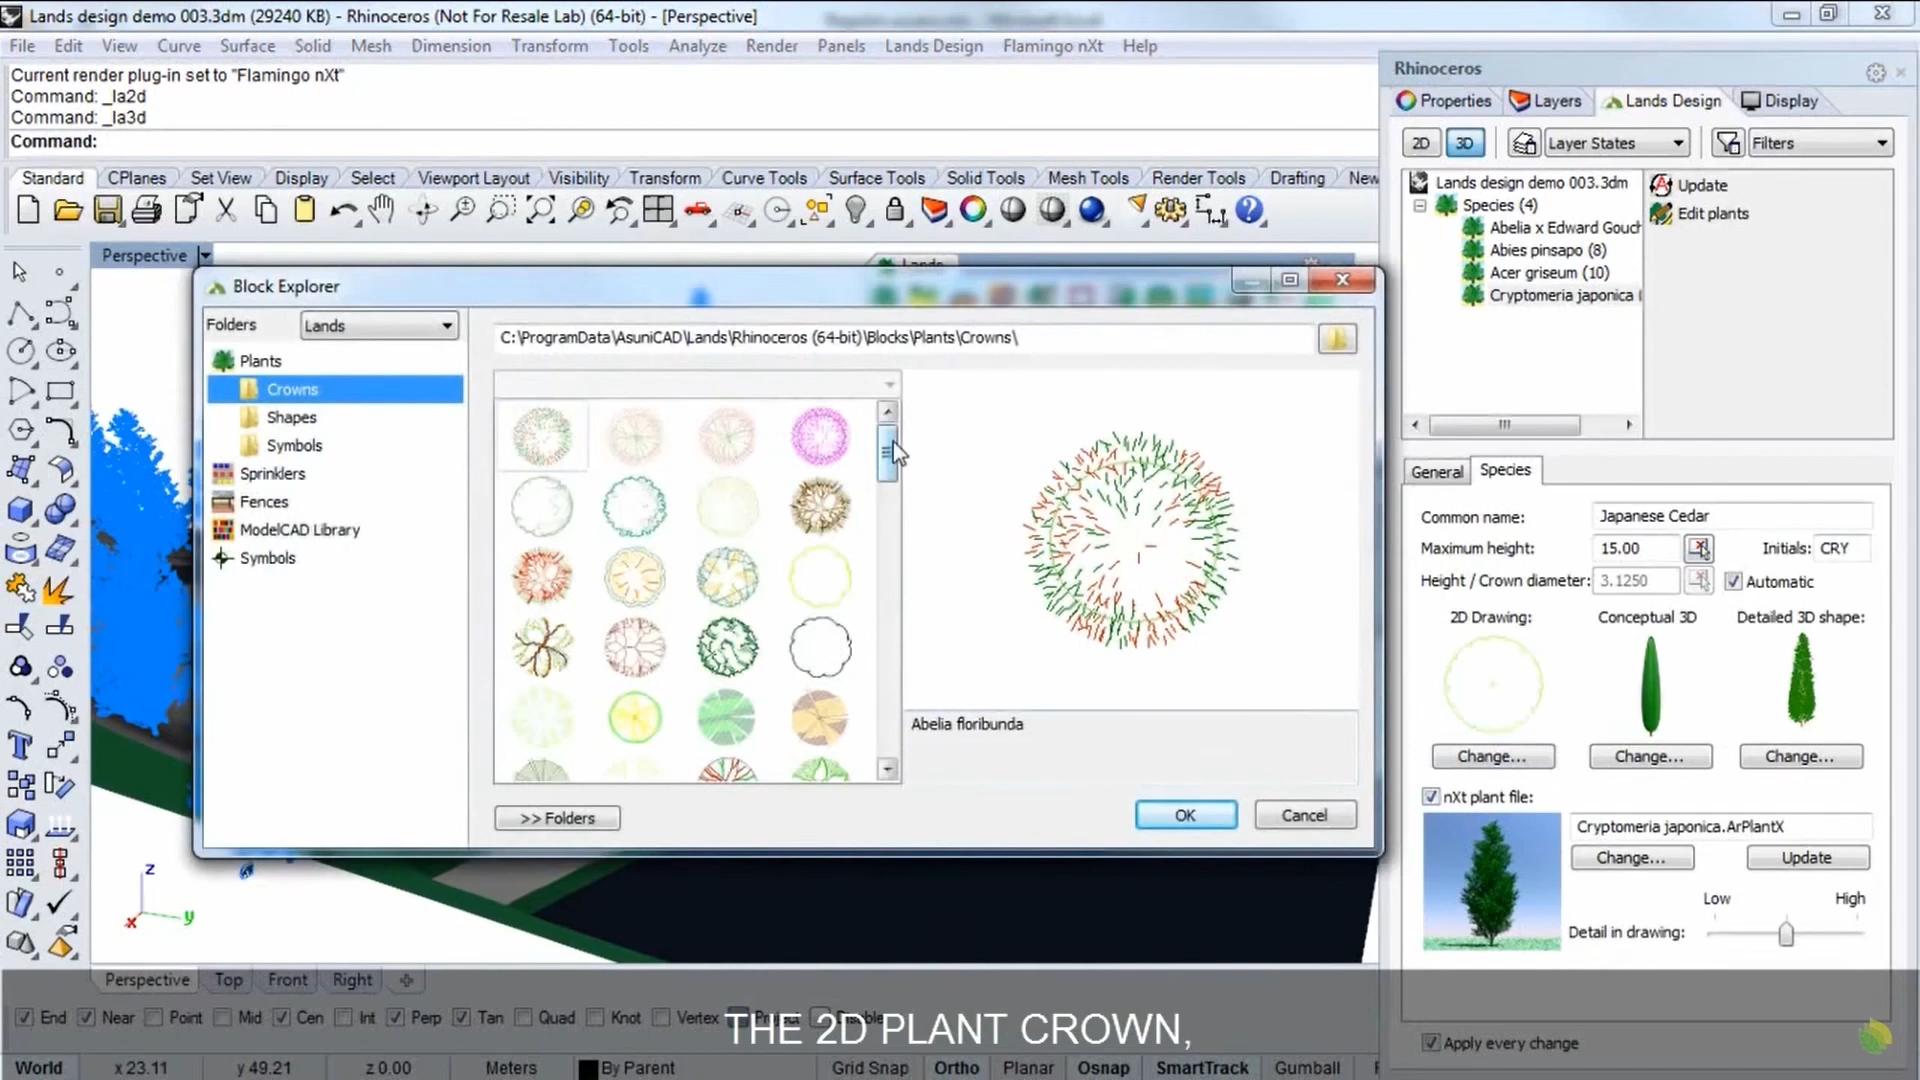 Lands design demo 003.3dm (29240 KB) - Rhinoceros (Not For Resale Lab) (64-bit) - [Perspective]
File Edit View Curve Surface Solid Mesh Dimension Transform Tools Analyze Render Panels Lands Design Flamingo nXt Help
Current render plug-in set to "Flamingo nXt"
Command: _la2d
Command: _la3d
Command:
Standard CPlanes Set View Display Select Viewport Layout Visibility Transform Curve Tools Surface Tools Solid Tools Mesh Tools Render Tools Drafting New
Perspective
Lands
Block Explorer
Folders Lands
Plants
Crowns
Shapes
Symbols
Sprinklers
Fences
ModelCAD Library
Symbols
C:\ProgramData\AsuniCAD\Lands\Rhinoceros (64-bit)\Blocks\Plants\Crowns\
Abelia floribunda
>> Folders
OK Cancel
Rhinoceros
Properties Layers Lands Design Display
2D 3D Layer States Filters
Lands design demo 003.3dm
Species (4)
Abelia x Edward Gouch
Abies pinsapo (8)
Acer griseum (10)
Cryptomeria japonica (
Update
Edit plants
General Species
Common name: Japanese Cedar
Maximum height: 15.00 Initials: CRY
Height / Crown diameter: 3.1250 Automatic
2D Drawing: Conceptual 3D Detailed 3D shape:
Change... Change... Change...
nXt plant file:
Cryptomeria japonica.ArPlantX
Change... Update
Low High
Detail in drawing:
Apply every change
z
x y
Perspective Top Front Right
End Near Point Mid Cen Int Perp Tan Quad Knot Vertex Project Disable
THE 2D PLANT CROWN,
World x 23.11 y 49.21 z 0.00 Meters By Parent Grid Snap Ortho Planar Osnap SmartTrack Gumball